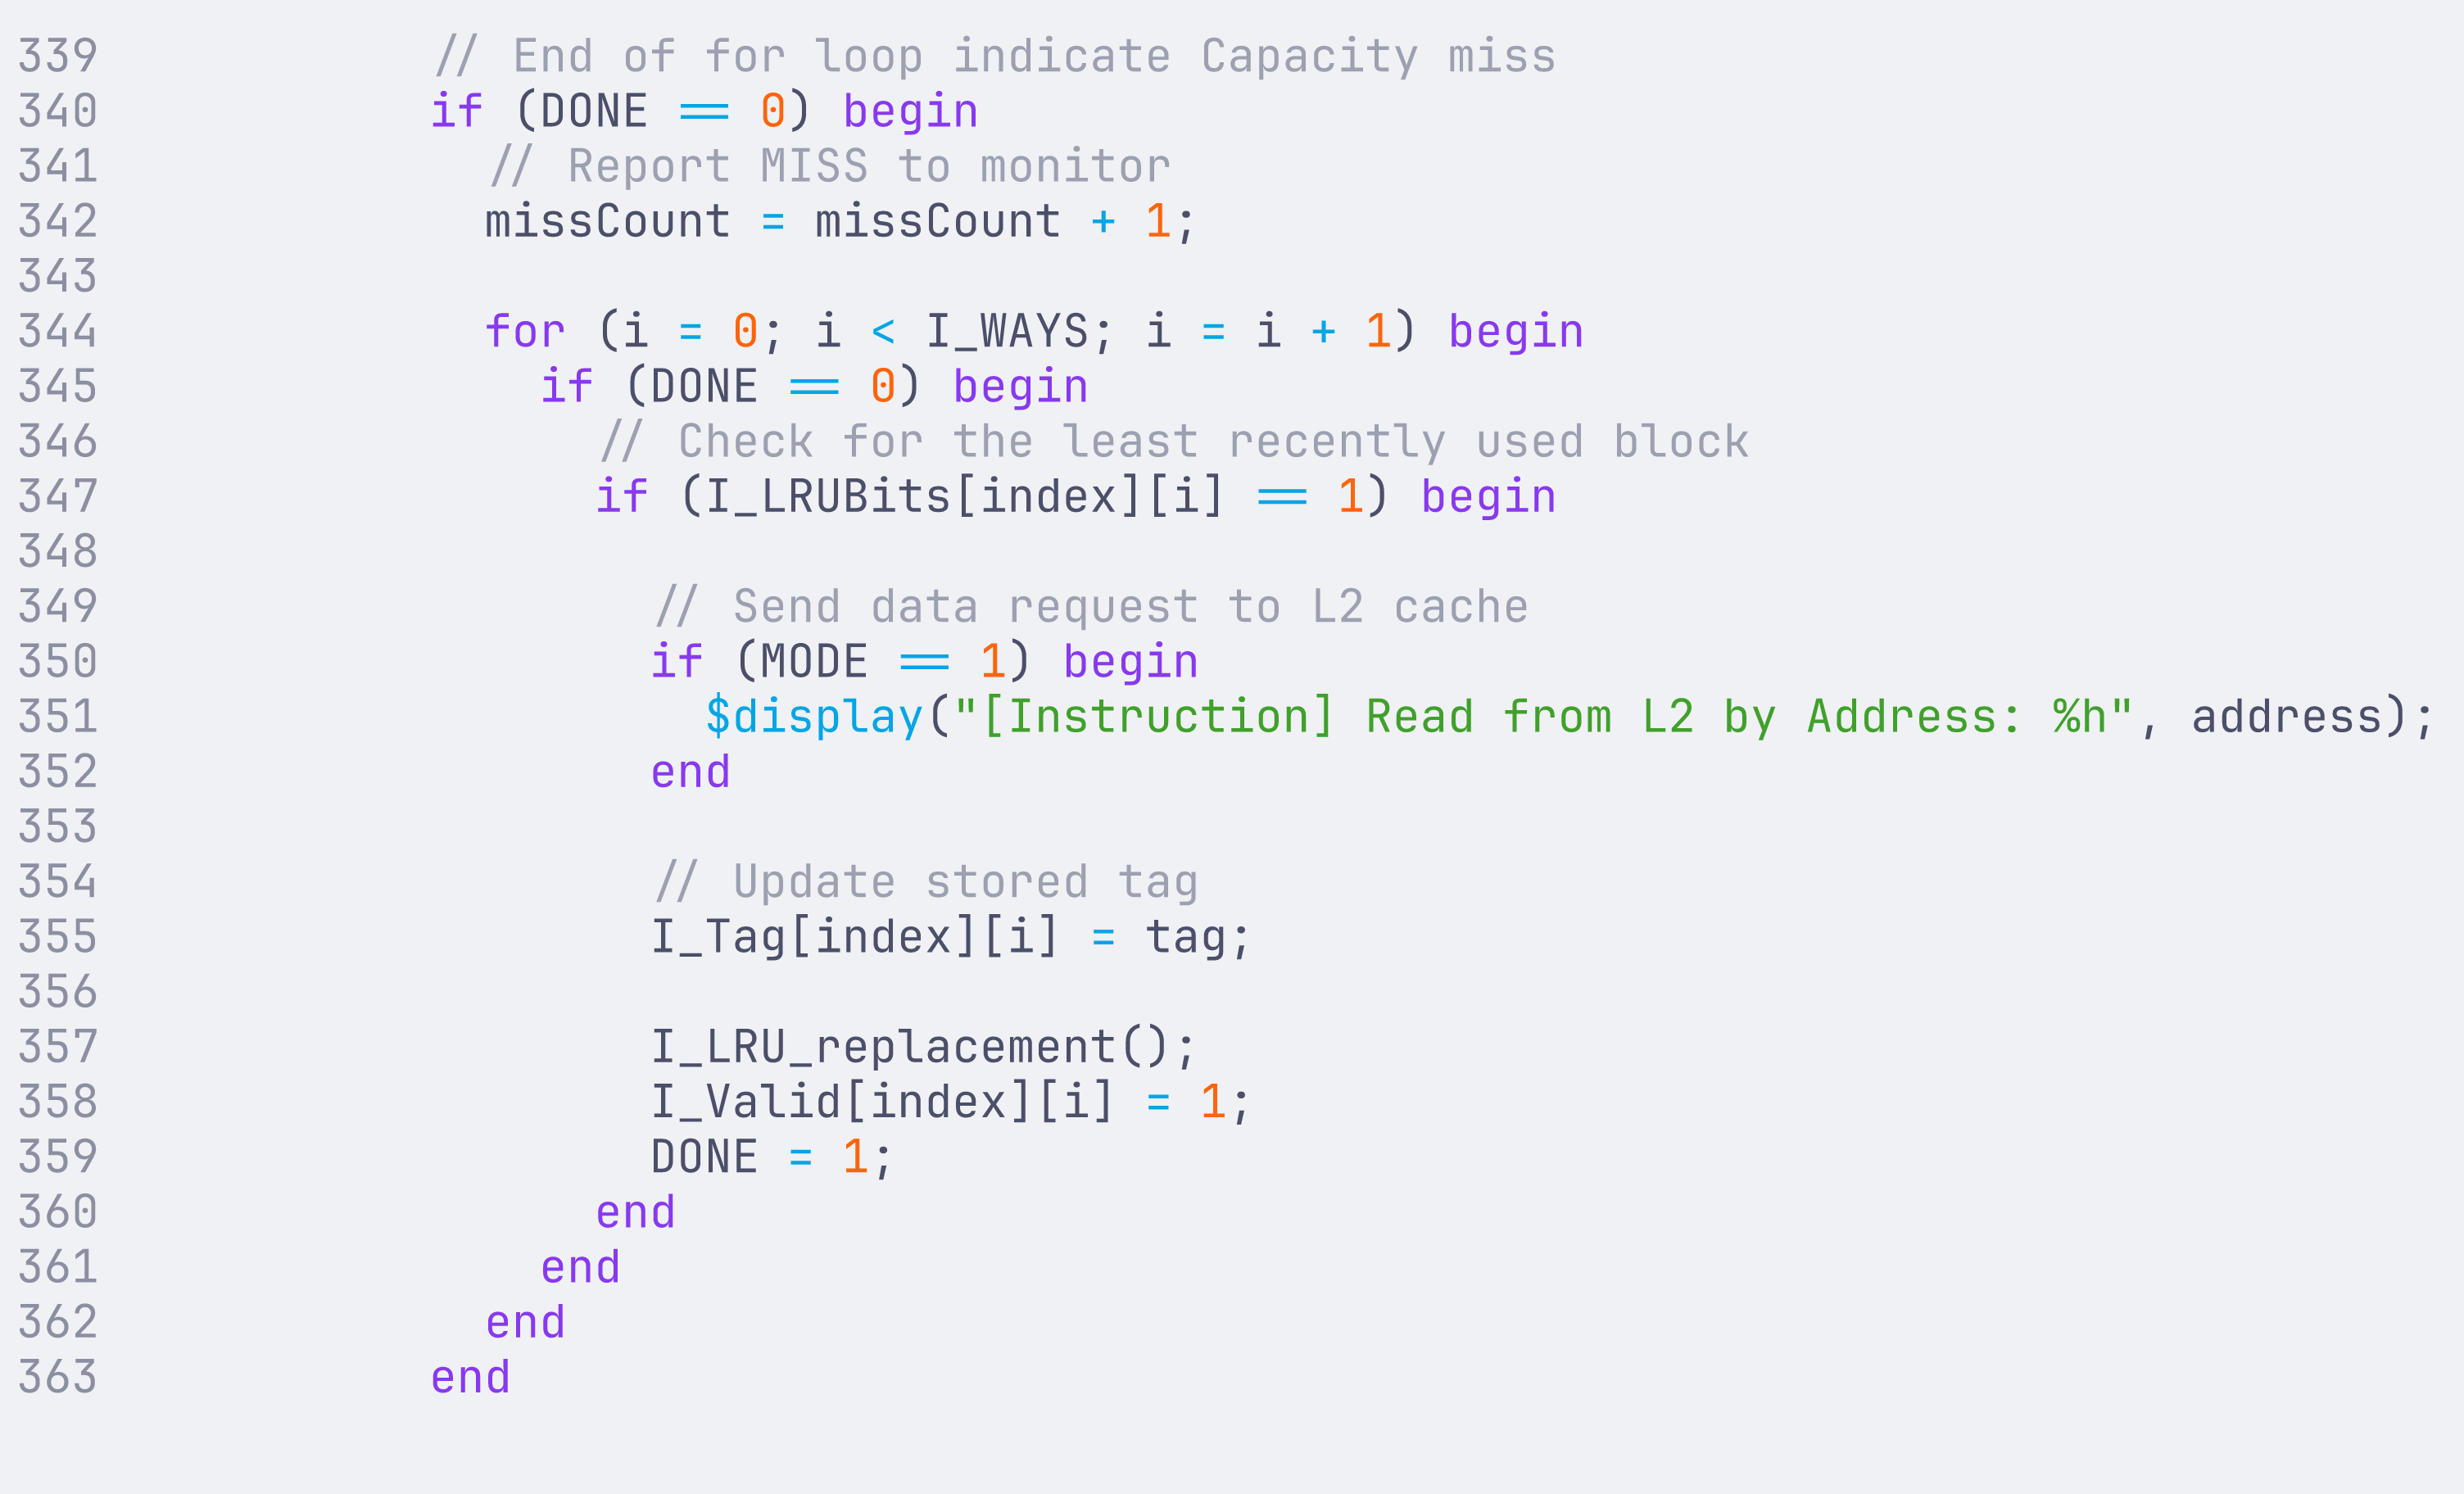 339 // End of for loop indicate Capacity miss
340 if (DONE == 0) begin
341 // Report MISS to monitor
342 missCount = missCount + 1;
343
344 for (i = 0; i < I_WAYS; i = i + 1) begin
345 if (DONE == 0) begin
346 // Check for the least recently used block
347 if (I_LRUBits[index][i] == 1) begin
348
349 // Send data request to L2 cache
350 if (MODE == 1) begin
351 $display("[Instruction] Read from L2 by Address: %h", address);
352 end
353
354 // Update stored tag
355 I_Tag[index][i] = tag;
356
357 I_LRU_replacement();
358 I_Valid[index][i] = 1;
359 DONE = 1;
360 end
361 end
362 end
363 end